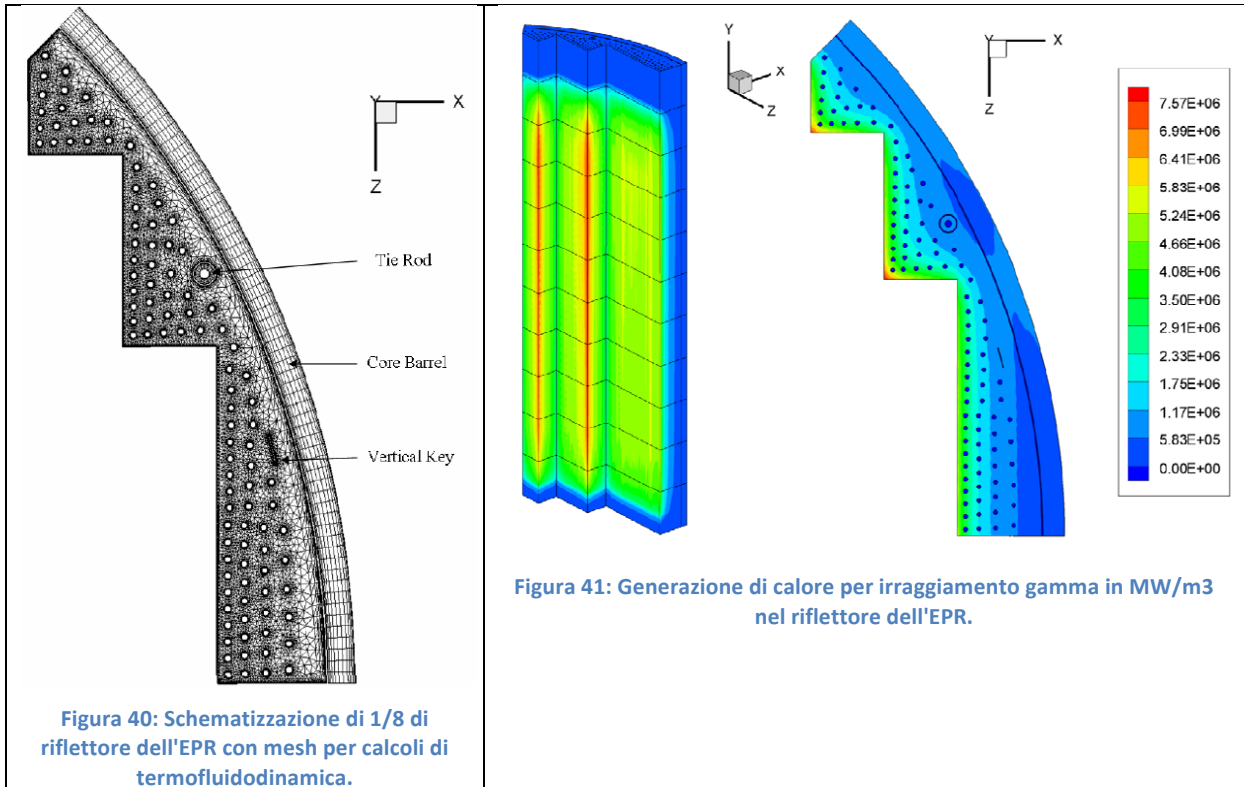 Y
X
Z
Tie Rod
Core Barrel
Vertical Key
Figura 40: Schematizzazione di 1/8 di
riflettore dell'EPR con mesh per calcoli di
termofluidodinamica.
Y
X
Z
Y
X
Z
7.57E+06
6.99E+06
6.41E+06
5.83E+06
5.24E+06
4.66E+06
4.08E+06
3.50E+06
2.91E+06
2.33E+06
1.75E+06
1.17E+06
5.83E+05
0.00E+00
Figura 41: Generazione di calore per irraggiamento gamma in MW/m3
nel riflettore dell'EPR.